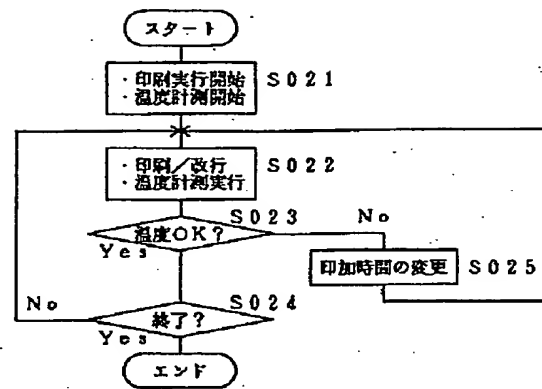 スタート
・印刷実行開始
・温度計測開始
S021
・印刷／改行
・温度計測実行
S022
S023
温度OK?
No
Yes
印加時間の変更
S025
S024
No
終了?
Yes
エンド